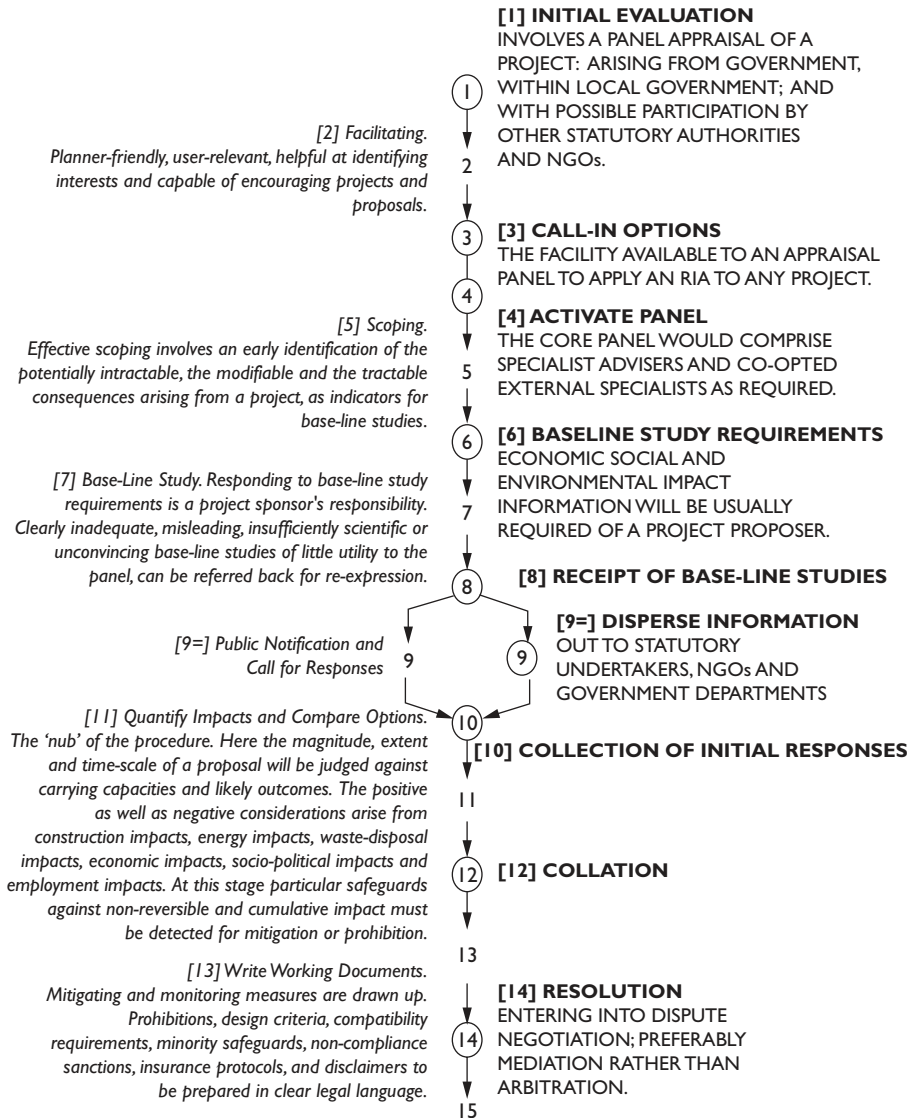 [1] INITIAL EVALUATION
INVOLVES A PANEL APPRAISAL OF A
PROJECT: ARISING FROM GOVERNMENT,
WITHIN LOCAL GOVERNMENT; AND
WITH POSSIBLE PARTICIPATION BY
OTHER STATUTORY AUTHORITIES
AND NGOs.
1
[2] Facilitating.
Planner-friendly, user-relevant, helpful at identifying
interests and capable of encouraging projects and
proposals.
2
3
[3] CALL-IN OPTIONS
THE FACILITY AVAILABLE TO AN APPRAISAL
PANEL TO APPLY AN RIA TO ANY PROJECT.
4
[4] ACTIVATE PANEL
THE CORE PANEL WOULD COMPRISE
SPECIALIST ADVISERS AND CO-OPTED
EXTERNAL SPECIALISTS AS REQUIRED.
[5] Scoping.
Effective scoping involves an early identification of the
potentially intractable, the modifiable and the tractable
consequences arising from a project, as indicators for
base-line studies.
5
6
[6] BASELINE STUDY REQUIREMENTS
ECONOMIC SOCIAL AND
ENVIRONMENTAL IMPACT
INFORMATION WILL BE USUALLY
REQUIRED OF A PROJECT PROPOSER.
[7] Base-Line Study. Responding to base-line study
requirements is a project sponsor's responsibility.
Clearly inadequate, misleading, insufficiently scientific or
unconvincing base-line studies of little utility to the
panel, can be referred back for re-expression.
7
8
[8] RECEIPT OF BASE-LINE STUDIES
[9=] Public Notification and
Call for Responses
9
9
[9=] DISPERSE INFORMATION
OUT TO STATUTORY
UNDERTAKERS, NGOs AND
GOVERNMENT DEPARTMENTS
10
[10] COLLECTION OF INITIAL RESPONSES
[11] Quantify Impacts and Compare Options.
The ‘nub’ of the procedure. Here the magnitude, extent
and time-scale of a proposal will be judged against
carrying capacities and likely outcomes. The positive
as well as negative considerations arise from
construction impacts, energy impacts, waste-disposal
impacts, economic impacts, socio-political impacts and
employment impacts. At this stage particular safeguards
against non-reversible and cumulative impact must
be detected for mitigation or prohibition.
11
12
[12] COLLATION
13
[13] Write Working Documents.
Mitigating and monitoring measures are drawn up.
Prohibitions, design criteria, compatibility
requirements, minority safeguards, non-compliance
sanctions, insurance protocols, and disclaimers to
be prepared in clear legal language.
14
[14] RESOLUTION
ENTERING INTO DISPUTE
NEGOTIATION; PREFERABLY
MEDIATION RATHER THAN
ARBITRATION.
15